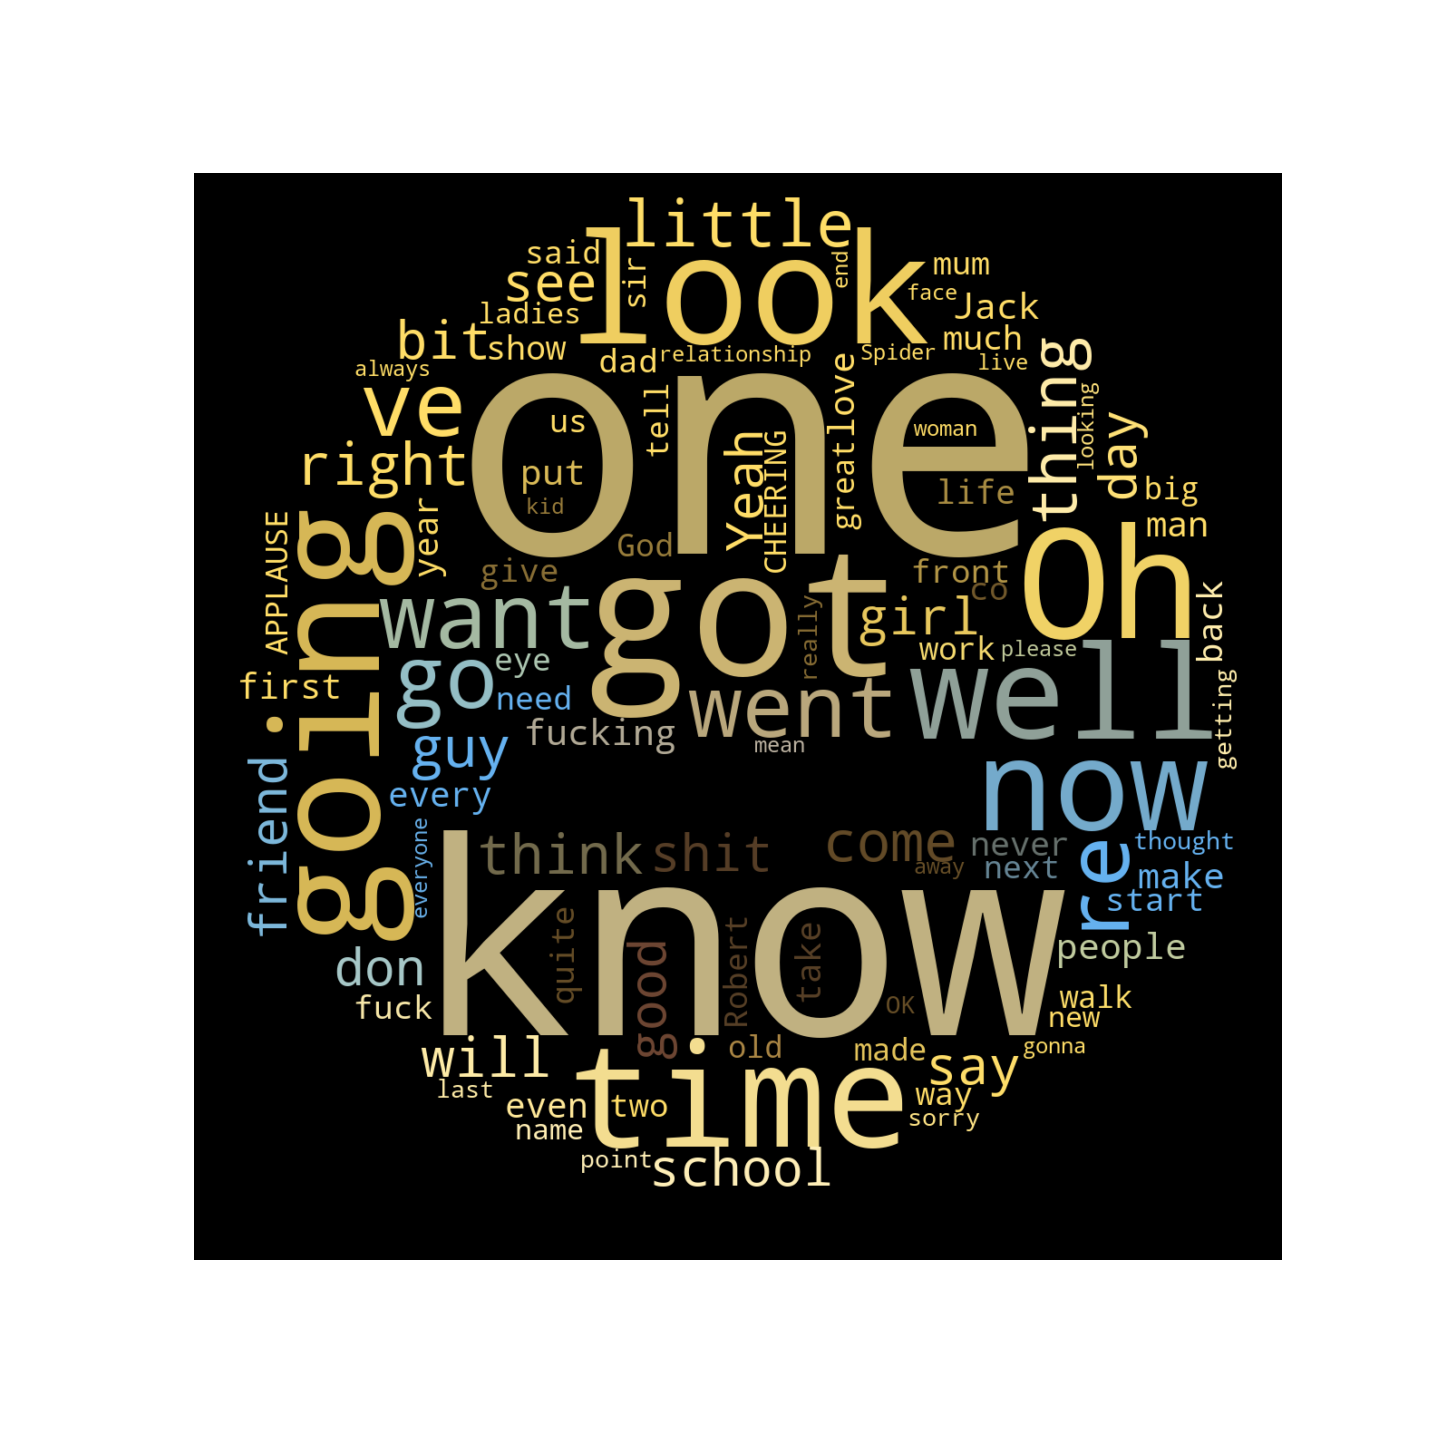 little
look
said
see
sir
end
mum
face
ladies
Jack
bit
show
much
always
dad
relationship
Spider
live
ve
one
thing
us
tell
Yeah
CHEERING
greatlove
woman
looking
day
right
put
kid
life
big
man
going
year
APPLAUSE
God
give
front
co
Oh
want
got
really
girl
back
eye
work
please
go
need
went
well
getting
first
fucking
mean
guy
now
friend
every
everyone
think
shit
come
away
never
next
re
thought
make
start
know
quite
good
Robert
take
OK
people
don
fuck
walk
new
gonna
will
time
old
made
say
last
even
two
way
sorry
name
point
school